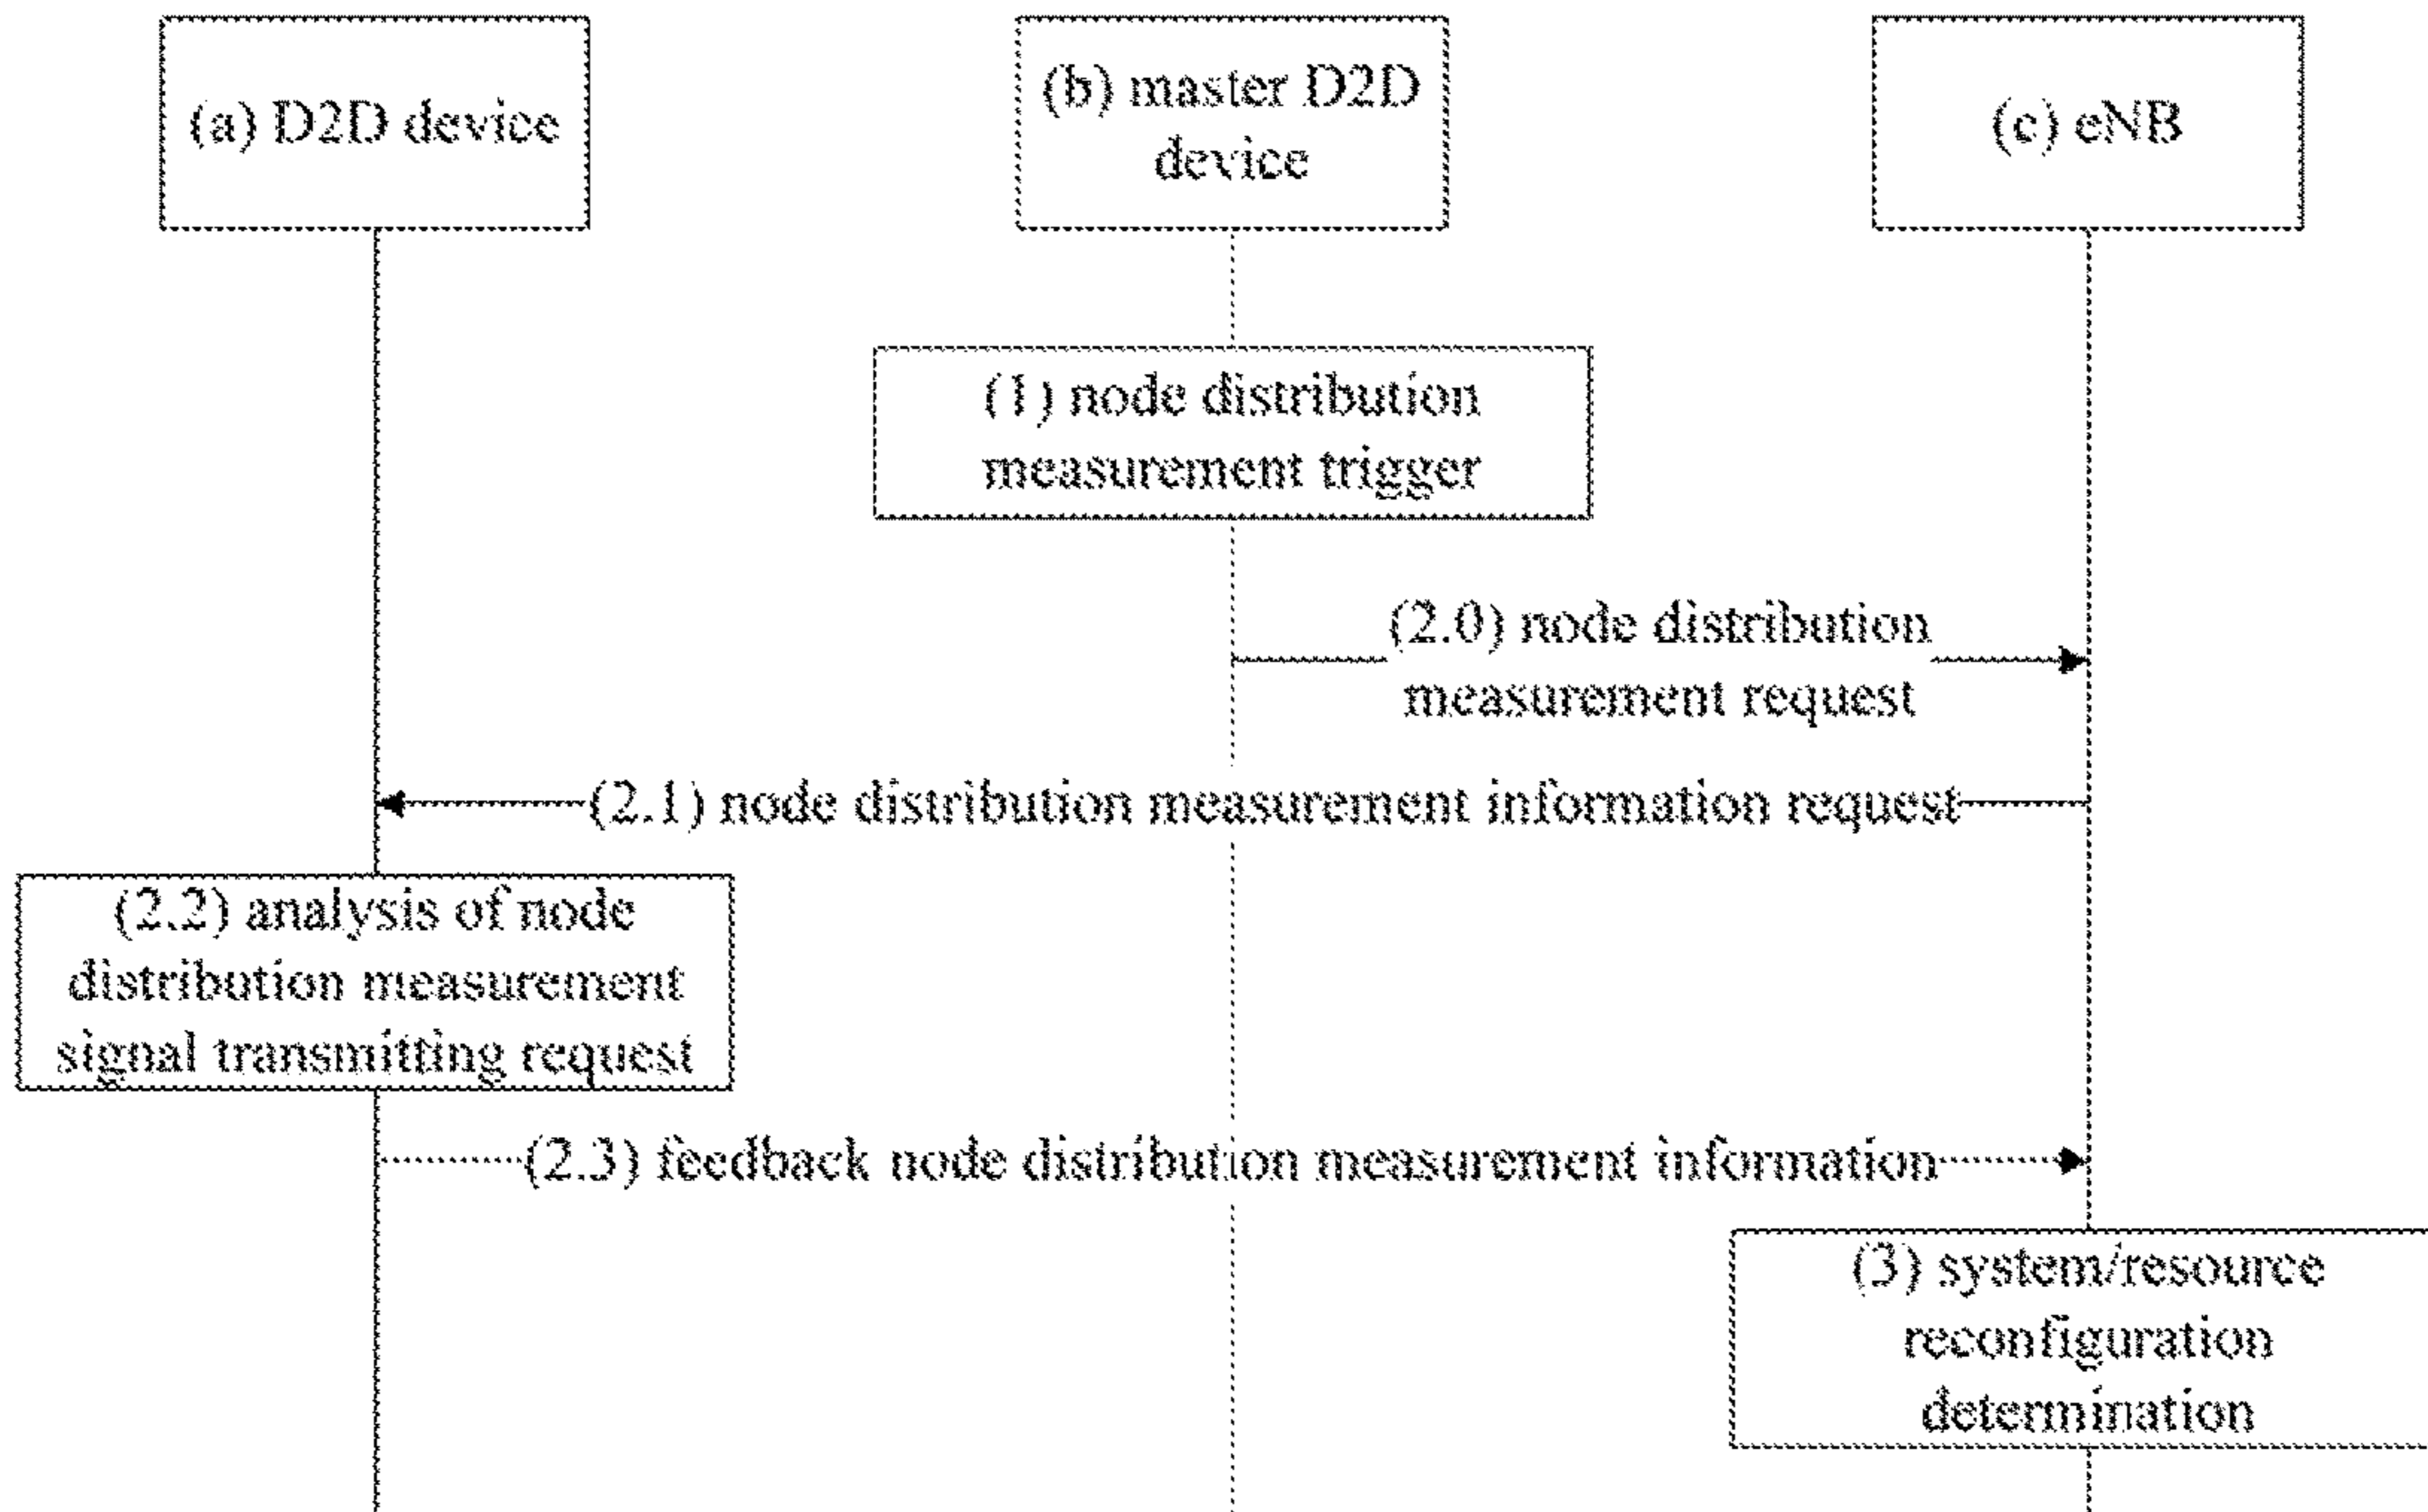 (a) D2D device
(b) master D2D
device
(c) eNB
(1) node distribution
measurement trigger
(2.0) node distribution
measurement request
(2.1) node distribution measurement information request
(2.2) analysis of node
distribution measurement
signal transmitting request
(2.3) feedback node distribution measurement information
(3) system/resource
reconfiguration
determination